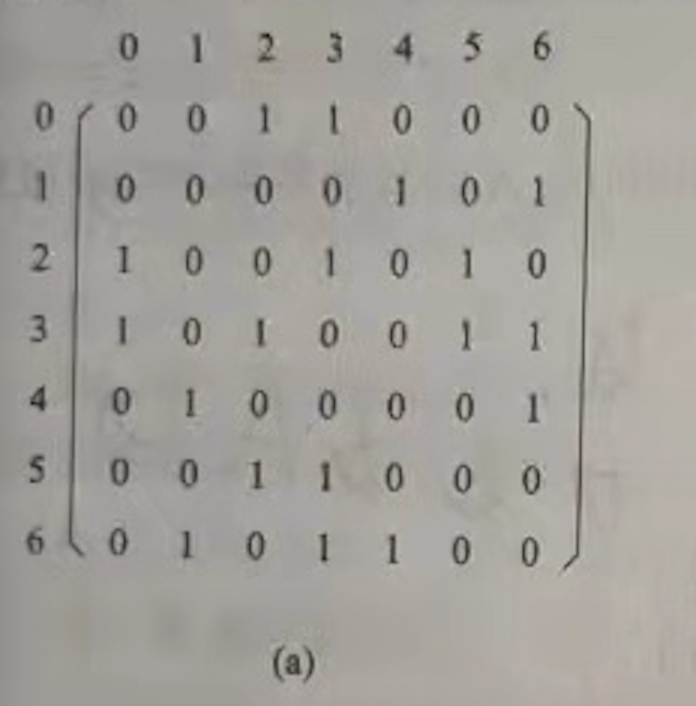 0 1 2 3 4 5 6
0 0 0 1 1 0 0 0
1 0 0 0 0 1 0 1
2 1 0 0 1 0 1 0
3 1 0 1 0 0 1 1
4 0 1 0 0 0 0 1
5 0 0 1 1 0 0 0
6 0 1 0 1 1 0 0
(a)